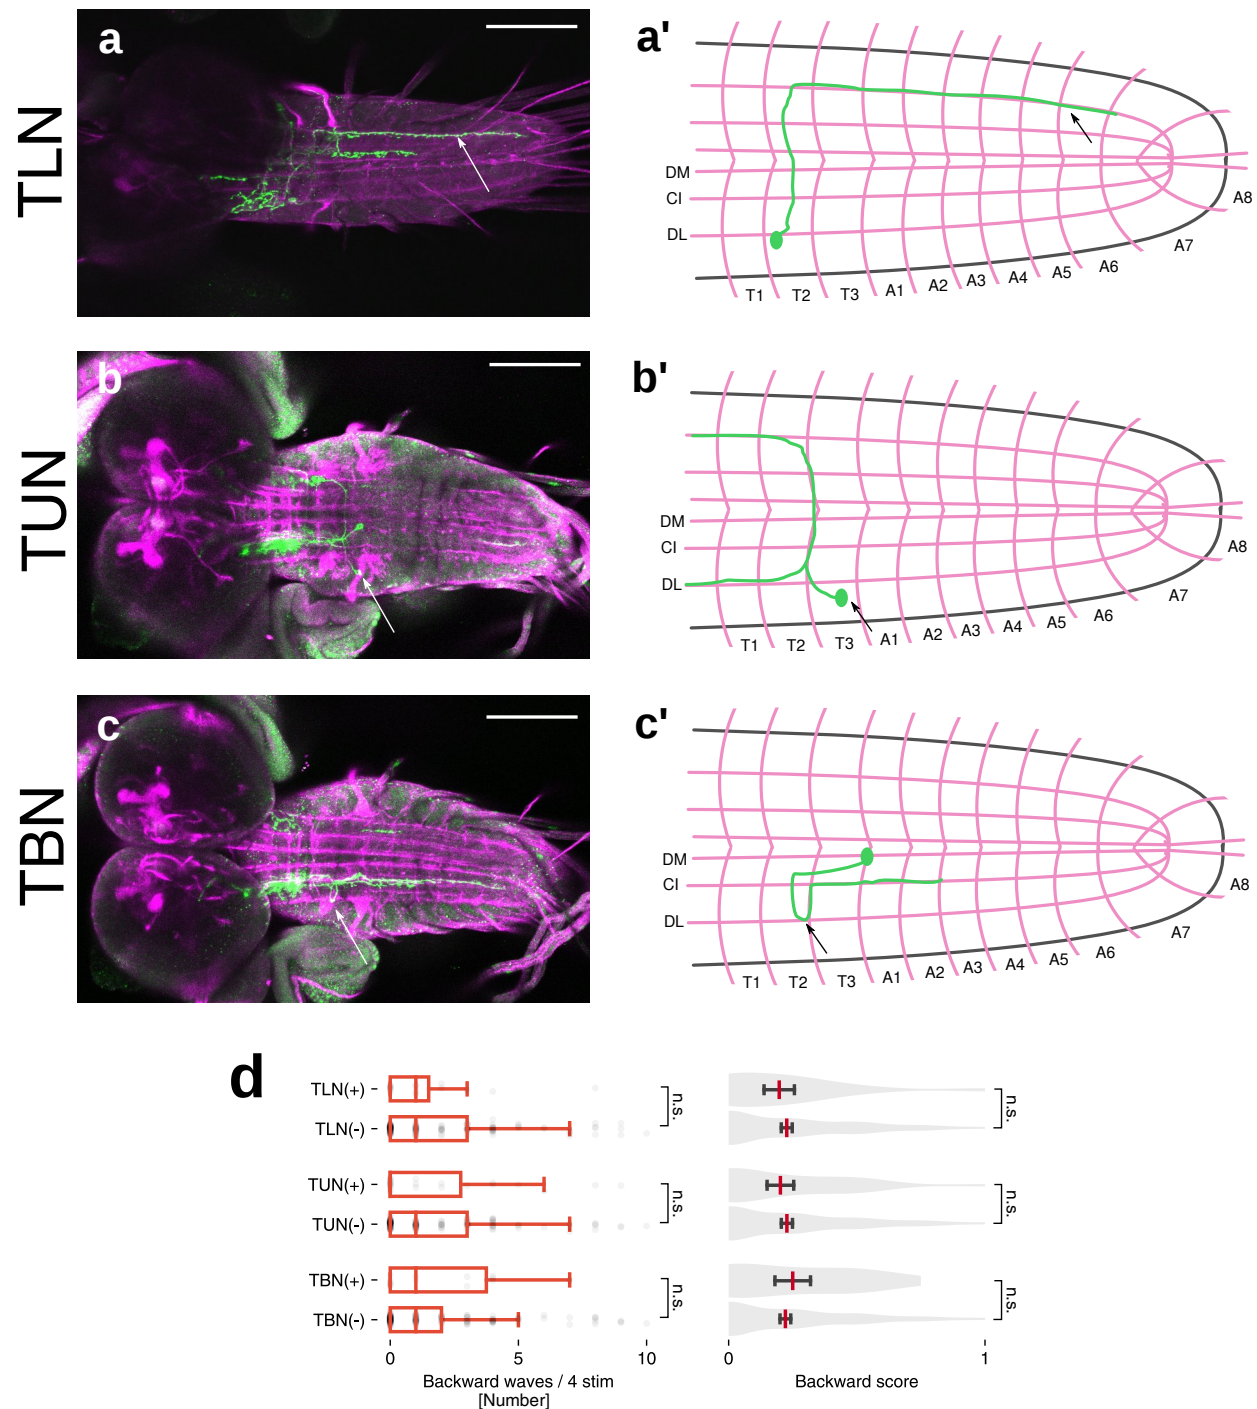 TLN
a
a'
DM
CI
DL
T1 T2 T3 A1 A2 A3 A4 A5 A6 A7 A8
TUN
b
b'
DM
CI
DL
T1 T2 T3 A1 A2 A3 A4 A5 A6 A7 A8
TBN
c
c'
DM
CI
DL
T1 T2 T3 A1 A2 A3 A4 A5 A6 A7 A8
d
TLN(+)
TLN(-)
n.s.
n.s.
TUN(+)
TUN(-)
n.s.
n.s.
TBN(+)
TBN(-)
n.s.
n.s.
0 5 10
Backward waves / 4 stim
[Number]
0 1
Backward score